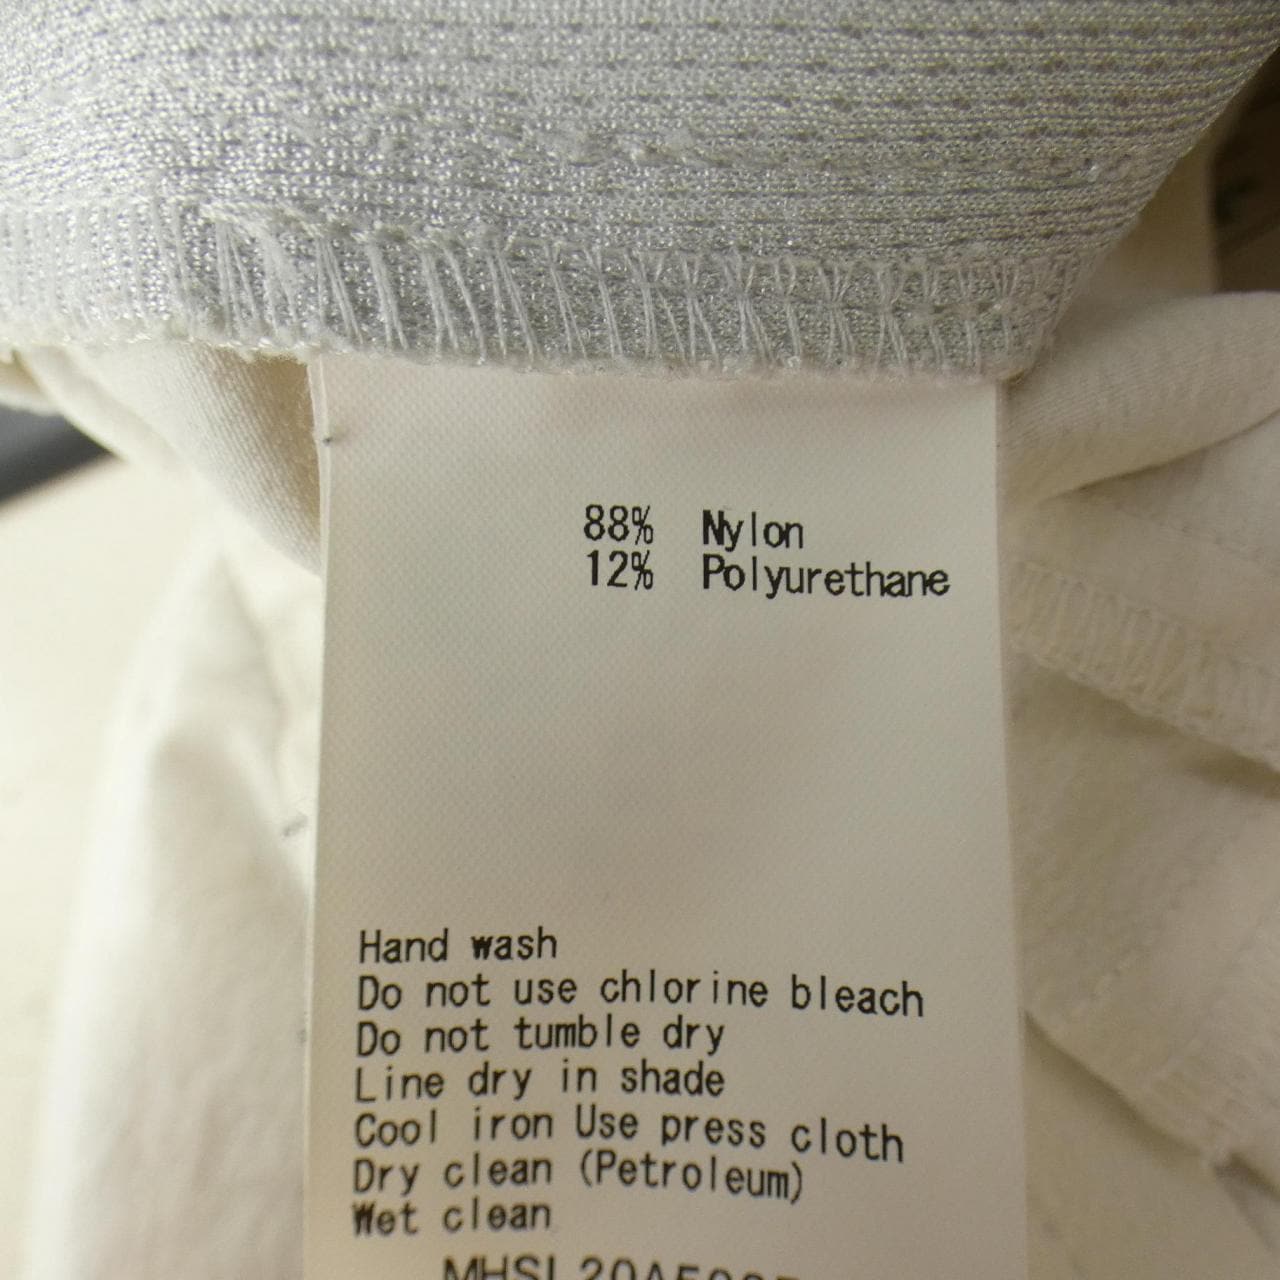 88% Nylon
12% Polyurethane
Hand wash
Do not use chlorine bleach
Do not tumble dry
Line dry in shade
Cool iron Use press cloth
Dry clean (Petroleum)
Wet clean